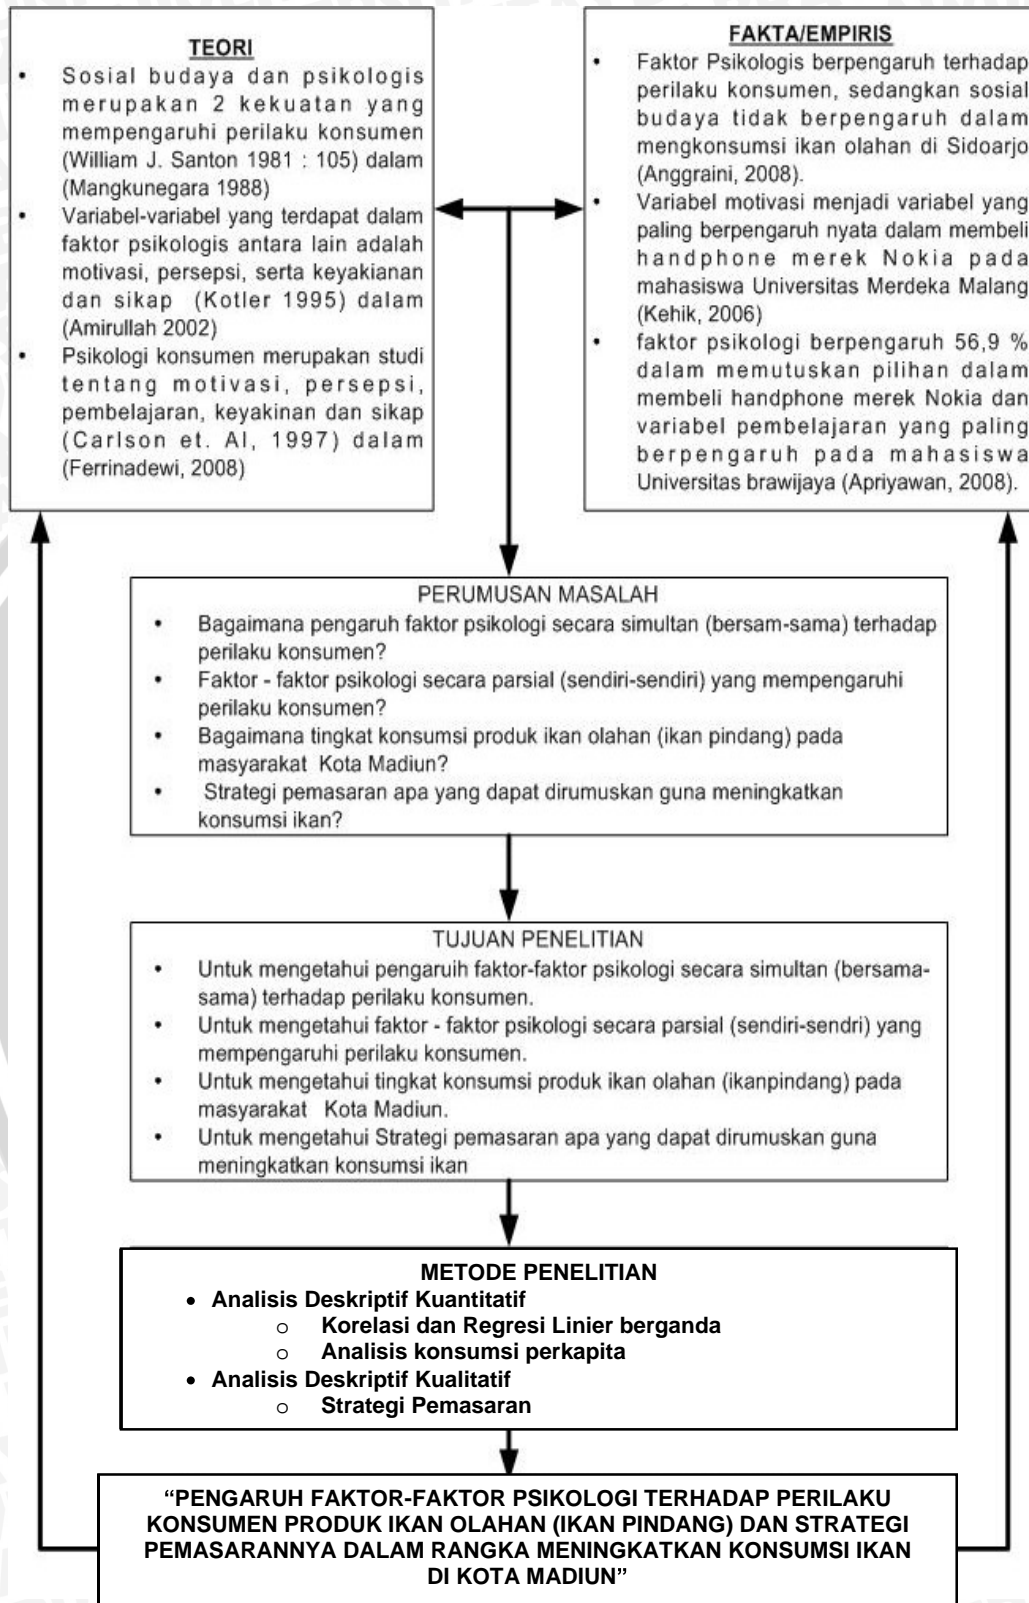 TEORI
• Sosial budaya dan psikologis
merupakan 2 kekuatan yang
mempengaruhi perilaku konsumen
(William J. Santon 1981 : 105) dalam
(Mangkunegara 1988)
• Variabel-variabel yang terdapat dalam
faktor psikologis antara lain adalah
motivasi, persepsi, serta keyakianan
dan sikap (Kotler 1995) dalam
(Amirullah 2002)
• Psikologi konsumen merupakan studi
tentang motivasi, persepsi,
pembelajaran, keyakinan dan sikap
(Carlson et. Al, 1997) dalam
(Ferrinadewi, 2008)
FAKTA/EMPIRIS
• Faktor Psikologis berpengaruh terhadap
perilaku konsumen, sedangkan sosial
budaya tidak berpengaruh dalam
mengkonsumsi ikan olahan di Sidoarjo
(Anggraini, 2008).
• Variabel motivasi menjadi variabel yang
paling berpengaruh nyata dalam membeli
handphone merek Nokia pada
mahasiswa Universitas Merdeka Malang
(Kehik, 2006)
• faktor psikologi berpengaruh 56,9 %
dalam memutuskan pilihan dalam
membeli handphone merek Nokia dan
variabel pembelajaran yang paling
berpengaruh pada mahasiswa
Universitas brawijaya (Apriyawan, 2008).
PERUMUSAN MASALAH
• Bagaimana pengaruh faktor psikologi secara simultan (bersam-sama) terhadap
perilaku konsumen?
• Faktor - faktor psikologi secara parsial (sendiri-sendiri) yang mempengaruhi
perilaku konsumen?
• Bagaimana tingkat konsumsi produk ikan olahan (ikan pindang) pada
masyarakat Kota Madiun?
• Strategi pemasaran apa yang dapat dirumuskan guna meningkatkan
konsumsi ikan?
TUJUAN PENELITIAN
• Untuk mengetahui pengaruih faktor-faktor psikologi secara simultan (bersama-
sama) terhadap perilaku konsumen.
• Untuk mengetahui faktor - faktor psikologi secara parsial (sendiri-sendri) yang
mempengaruhi perilaku konsumen.
• Untuk mengetahui tingkat konsumsi produk ikan olahan (ikanpindang) pada
masyarakat Kota Madiun.
• Untuk mengetahui Strategi pemasaran apa yang dapat dirumuskan guna
meningkatkan konsumsi ikan
METODE PENELITIAN
• Analisis Deskriptif Kuantitatif
o Korelasi dan Regresi Linier berganda
o Analisis konsumsi perkapita
• Analisis Deskriptif Kualitatif
o Strategi Pemasaran
“PENGARUH FAKTOR-FAKTOR PSIKOLOGI TERHADAP PERILAKU
KONSUMEN PRODUK IKAN OLAHAN (IKAN PINDANG) DAN STRATEGI
PEMASARANNYA DALAM RANGKA MENINGKATKAN KONSUMSI IKAN
DI KOTA MADIUN”